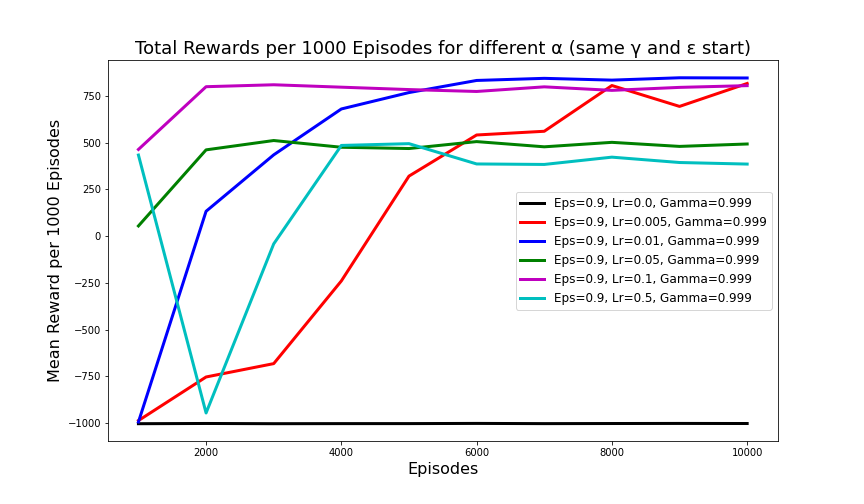 Total Rewards per 1000 Episodes for different α (same γ and ε start)
Mean Reward per 1000 Episodes
750
500
250
0
−250
−500
−750
−1000
Eps=0.9, Lr=0.0, Gamma=0.999
Eps=0.9, Lr=0.005, Gamma=0.999
Eps=0.9, Lr=0.01, Gamma=0.999
Eps=0.9, Lr=0.05, Gamma=0.999
Eps=0.9, Lr=0.1, Gamma=0.999
Eps=0.9, Lr=0.5, Gamma=0.999
2000 4000 6000 8000 10000
Episodes